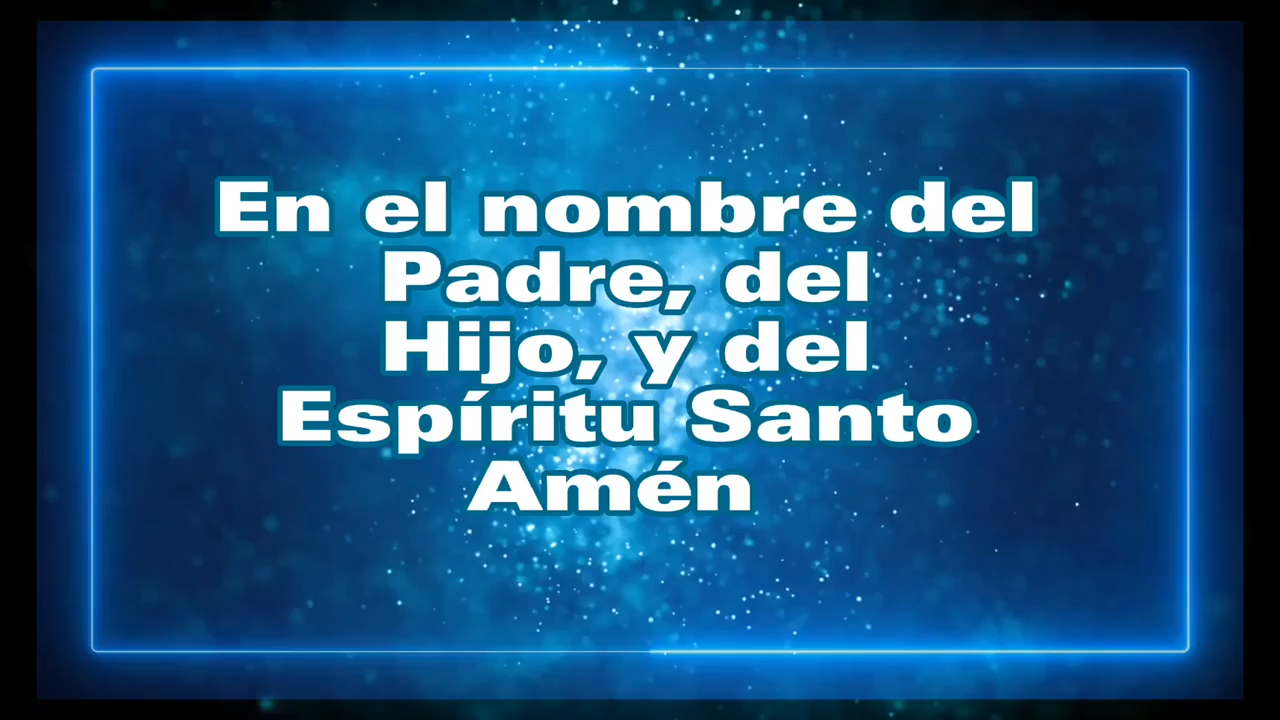 En el nombre del
Padre, del
Hijo, y del
Espíritu Santo
Amén